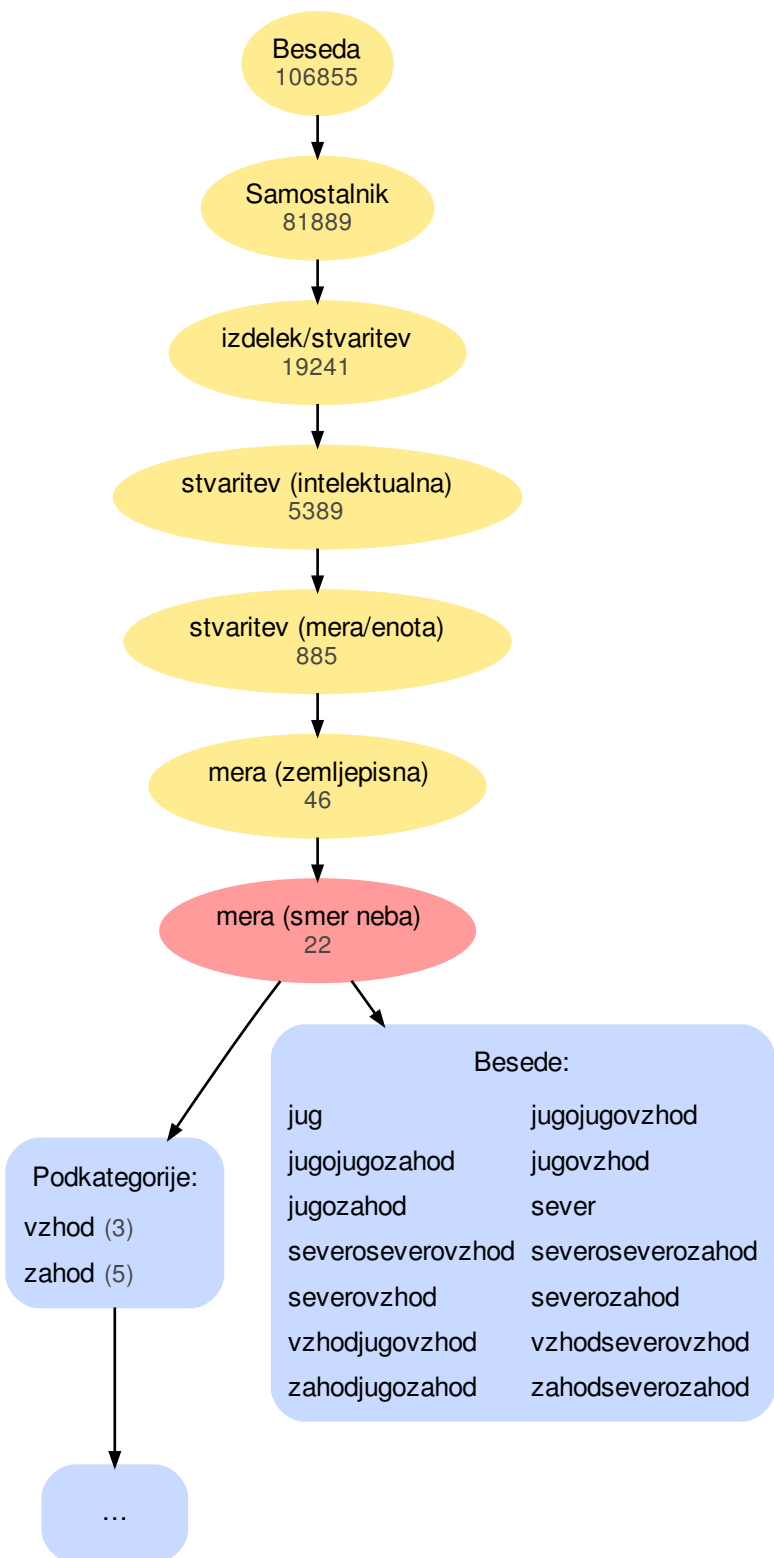 Beseda
106855
Samostalnik
81889
izdelek/stvaritev
19241
stvaritev (intelektualna)
5389
stvaritev (mera/enota)
885
mera (zemljepisna)
46
mera (smer neba)
22
Besede:
jug jugojugovzhod
jugojugozahod jugovzhod
jugozahod sever
severoseverovzhod severoseverozahod
severovzhod severozahod
vzhodjugovzhod vzhodseverovzhod
zahodjugozahod zahodseverozahod
Podkategorije:
vzhod (3)
zahod (5)
...